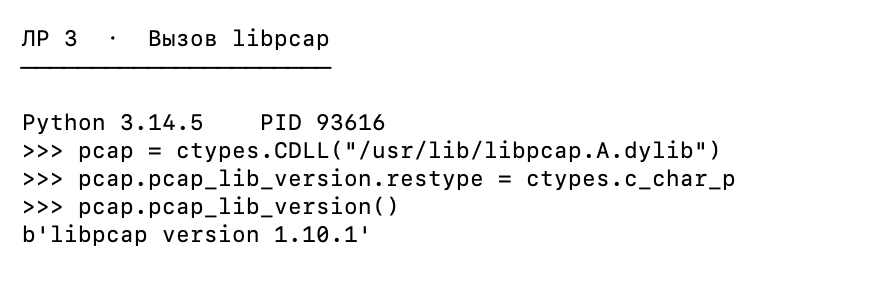 ЛР 3 · Вызов libpcap
Python 3.14.5 PID 93616
>>> pcap = ctypes.CDLL("/usr/lib/libpcap.A.dylib")
>>> pcap.pcap_lib_version.restype = ctypes.c_char_p
>>> pcap.pcap_lib_version()
b'libpcap version 1.10.1'